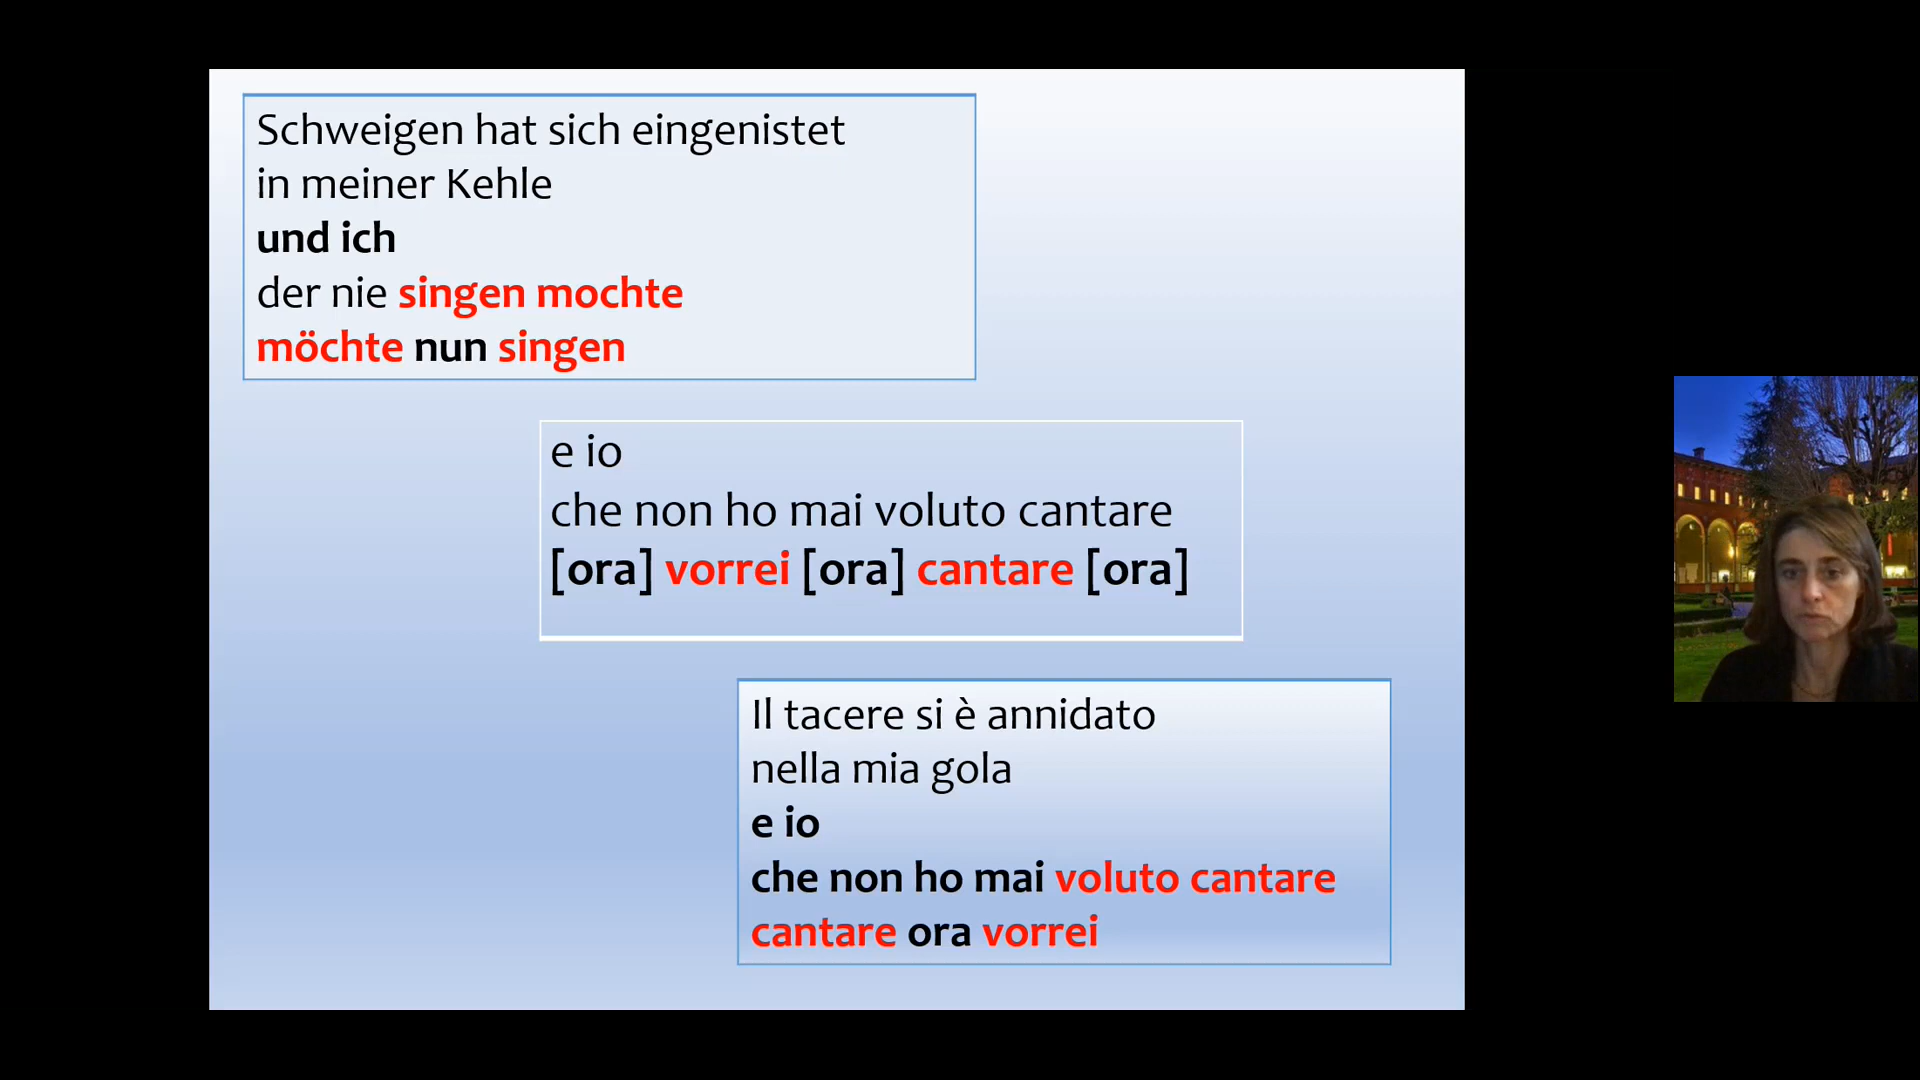 Schweigen hat sich eingenistet
in meiner Kehle
und ich
der nie singen mochte
möchte nun singen
e io
che non ho mai voluto cantare
[ora] vorrei [ora] cantare [ora]
Il tacere si è annidato
nella mia gola
e io
che non ho mai voluto cantare
cantare ora vorrei